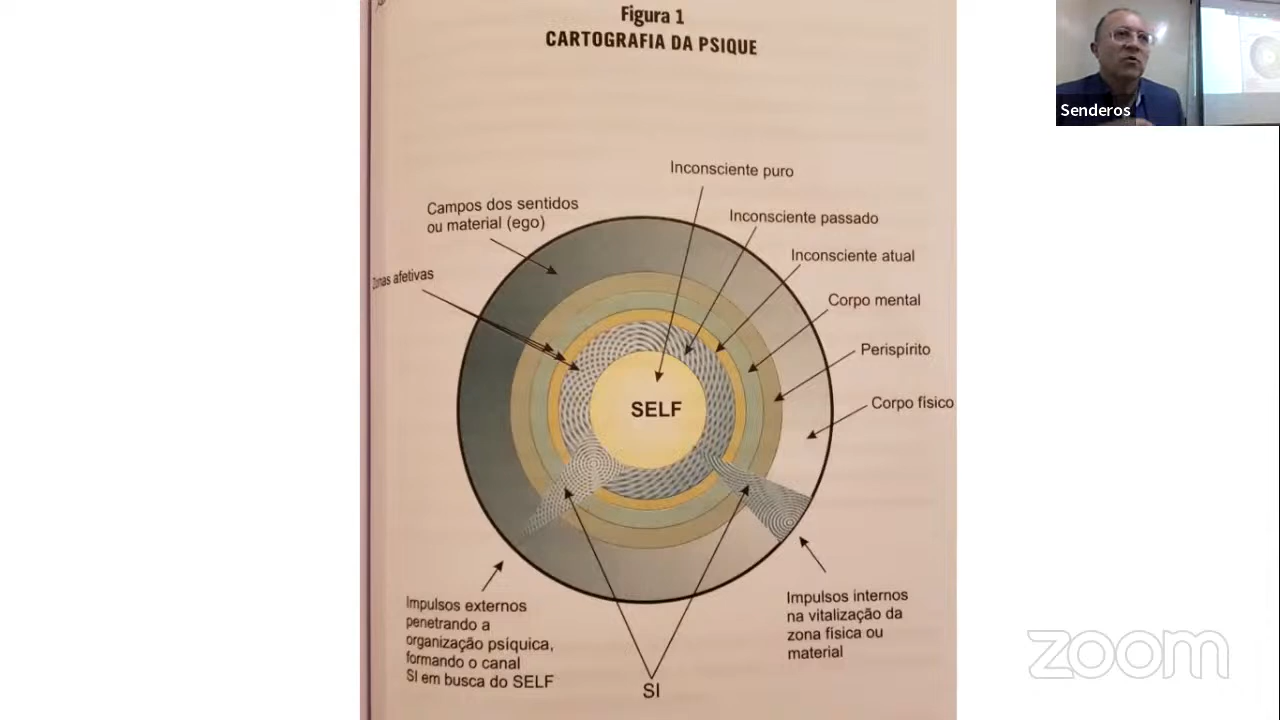 Figura 1
CARTOGRAFIA DA PSIQUE
Senderos
Inconsciente puro
Campos dos sentidos
ou material (ego)
Inconsciente passado
Inconsciente atual
Zonas afetivas
Corpo mental
Perispírito
Corpo físico
SELF
Impulsos externos
penetrando a
organização psíquica,
formando o canal
SI em busca do SELF
Impulsos internos
na vitalização da
zona física ou
material
SI
zoom